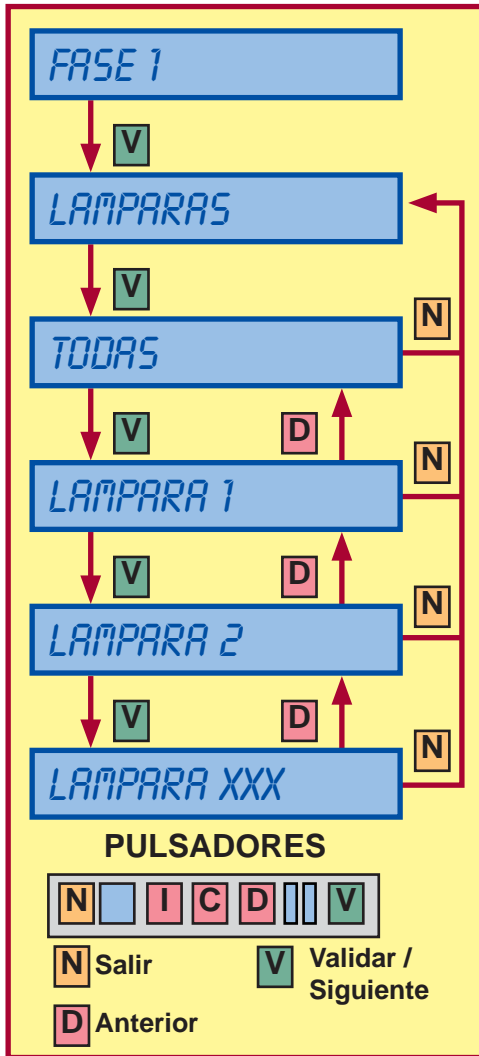 FASE 1
V
LAMPARAS
V
N
TODAS
V
D
N
LAMPARA 1
V
D
N
LAMPARA 2
V
D
N
LAMPARA XXX
PULSADORES
N I C D V
N Salir
V Validar /
Siguiente
D Anterior